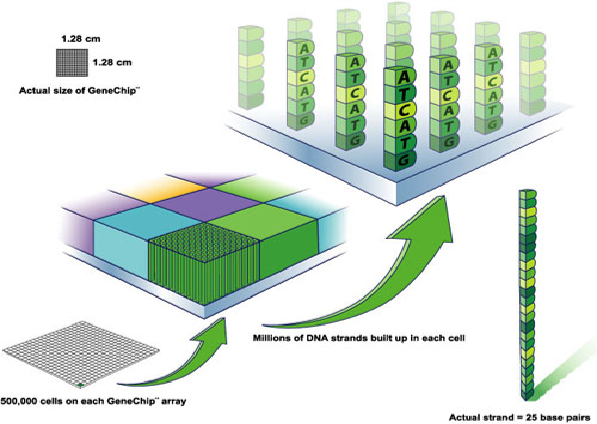 1.28 cm
1.28 cm
Actual size of GeneChip™
A T C A T G
A T C A T G
A T C A T G
A T C A T G
A T C A T G
Millions of DNA strands built up in each cell
500,000 cells on each GeneChip™ array
Actual strand = 25 base pairs